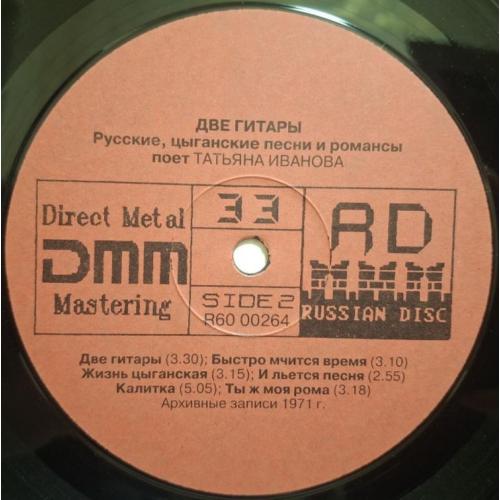 ДВЕ ГИТАРЫ
Русские, цыганские песни и романсы
поет ТАТЬЯНА ИВАНОВА
Direct Metal
DMM
Mastering
33
SIDE 2
R60 00264
RD
RUSSIAN DISC
Две гитары (3.30); Быстро мчится время (3.10)
Жизнь цыганская (3.15); И льется песня (2.55)
Калитка (5.05); Ты ж моя рома (3.18)
Архивные записи 1971 г.